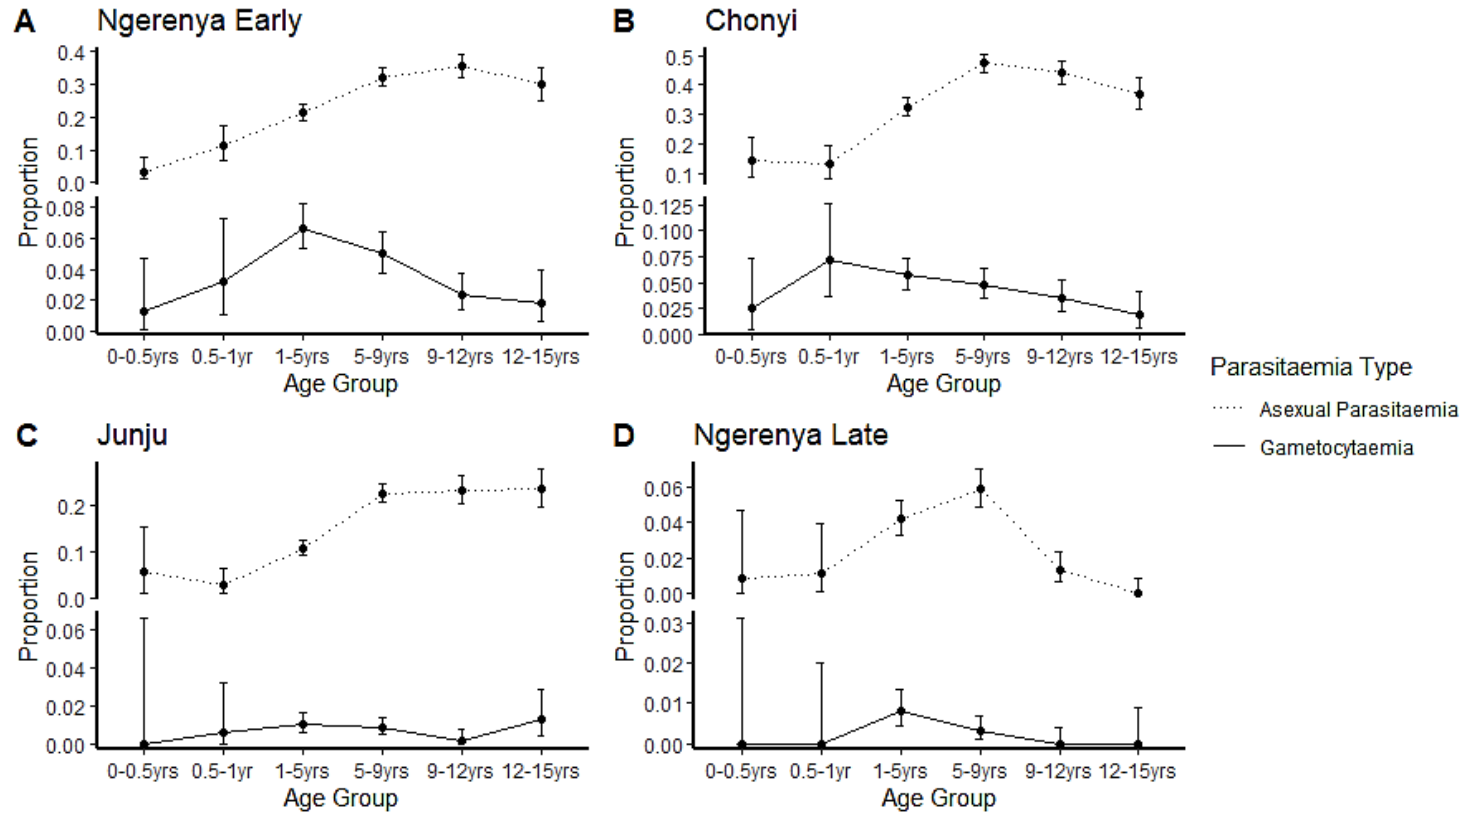 A Ngerenya Early
Proportion
0.4
0.3
0.2
0.1
0.0
0.08
0.06
0.04
0.02
0.00
0-0.5yrs 0.5-1yr 1-5yrs 5-9yrs 9-12yrs 12-15yrs
Age Group
B Chonyi
Proportion
0.5
0.4
0.3
0.2
0.1
0.125
0.100
0.075
0.050
0.025
0.000
0-0.5yrs 0.5-1yr 1-5yrs 5-9yrs 9-12yrs 12-15yrs
Age Group
Parasitaemia Type
Asexual Parasitaemia
Gametocytaemia
C Junju
Proportion
0.2
0.1
0.0
0.06
0.04
0.02
0.00
0-0.5yrs 0.5-1yr 1-5yrs 5-9yrs 9-12yrs 12-15yrs
Age Group
D Ngerenya Late
Proportion
0.06
0.04
0.02
0.00
0.03
0.02
0.01
0.00
0-0.5yrs 0.5-1yr 1-5yrs 5-9yrs 9-12yrs 12-15yrs
Age Group